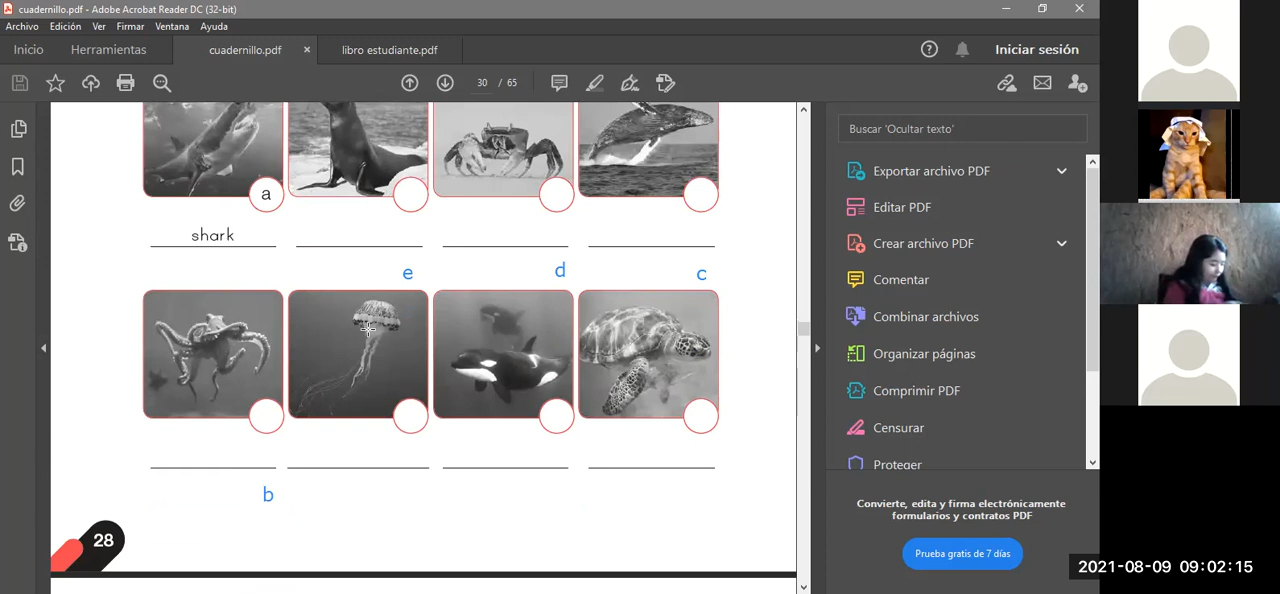 cuadernillo.pdf - Adobe Acrobat Reader DC (32-bit)
Archivo Edición Ver Firmar Ventana Ayuda
Inicio Herramientas cuadernillo.pdf × libro estudiante.pdf Iniciar sesión
30 / 65
Buscar 'Ocultar texto'
Exportar archivo PDF
Editar PDF
Crear archivo PDF
Comentar
Combinar archivos
Organizar páginas
Comprimir PDF
Censurar
Proteger
Convierte, edita y firma electrónicamente
formularios y contratos PDF
Prueba gratis de 7 días
a
shark
e d c
b
28
2021-08-09 09:02:15